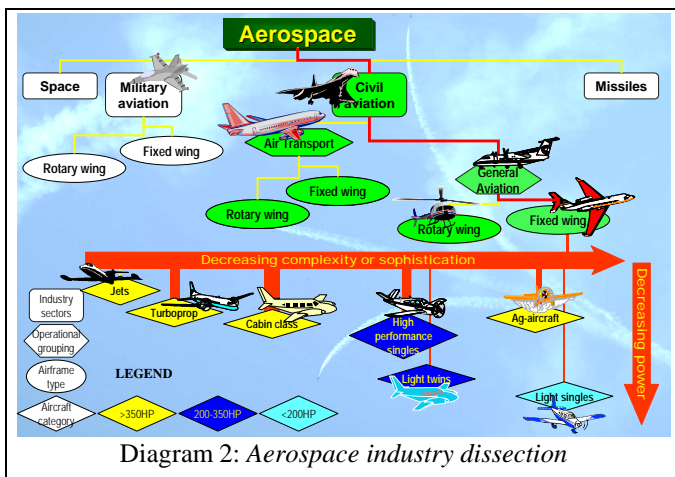 Aerospace
Space
Military
aviation
Civil
aviation
Missiles
Rotary wing
Fixed wing
Air Transport
General
Aviation
Rotary wing
Fixed wing
Rotary wing
Fixed wing
Decreasing complexity or sophistication
Decreasing power
Jets
Turboprop
Cabin class
High
performance
singles
Ag-aircraft
Light twins
Light singles
Industry
sectors
Operational
grouping
Airframe
type
Aircraft
category
LEGEND
>350HP
200-350HP
<200HP
Diagram 2: Aerospace industry dissection